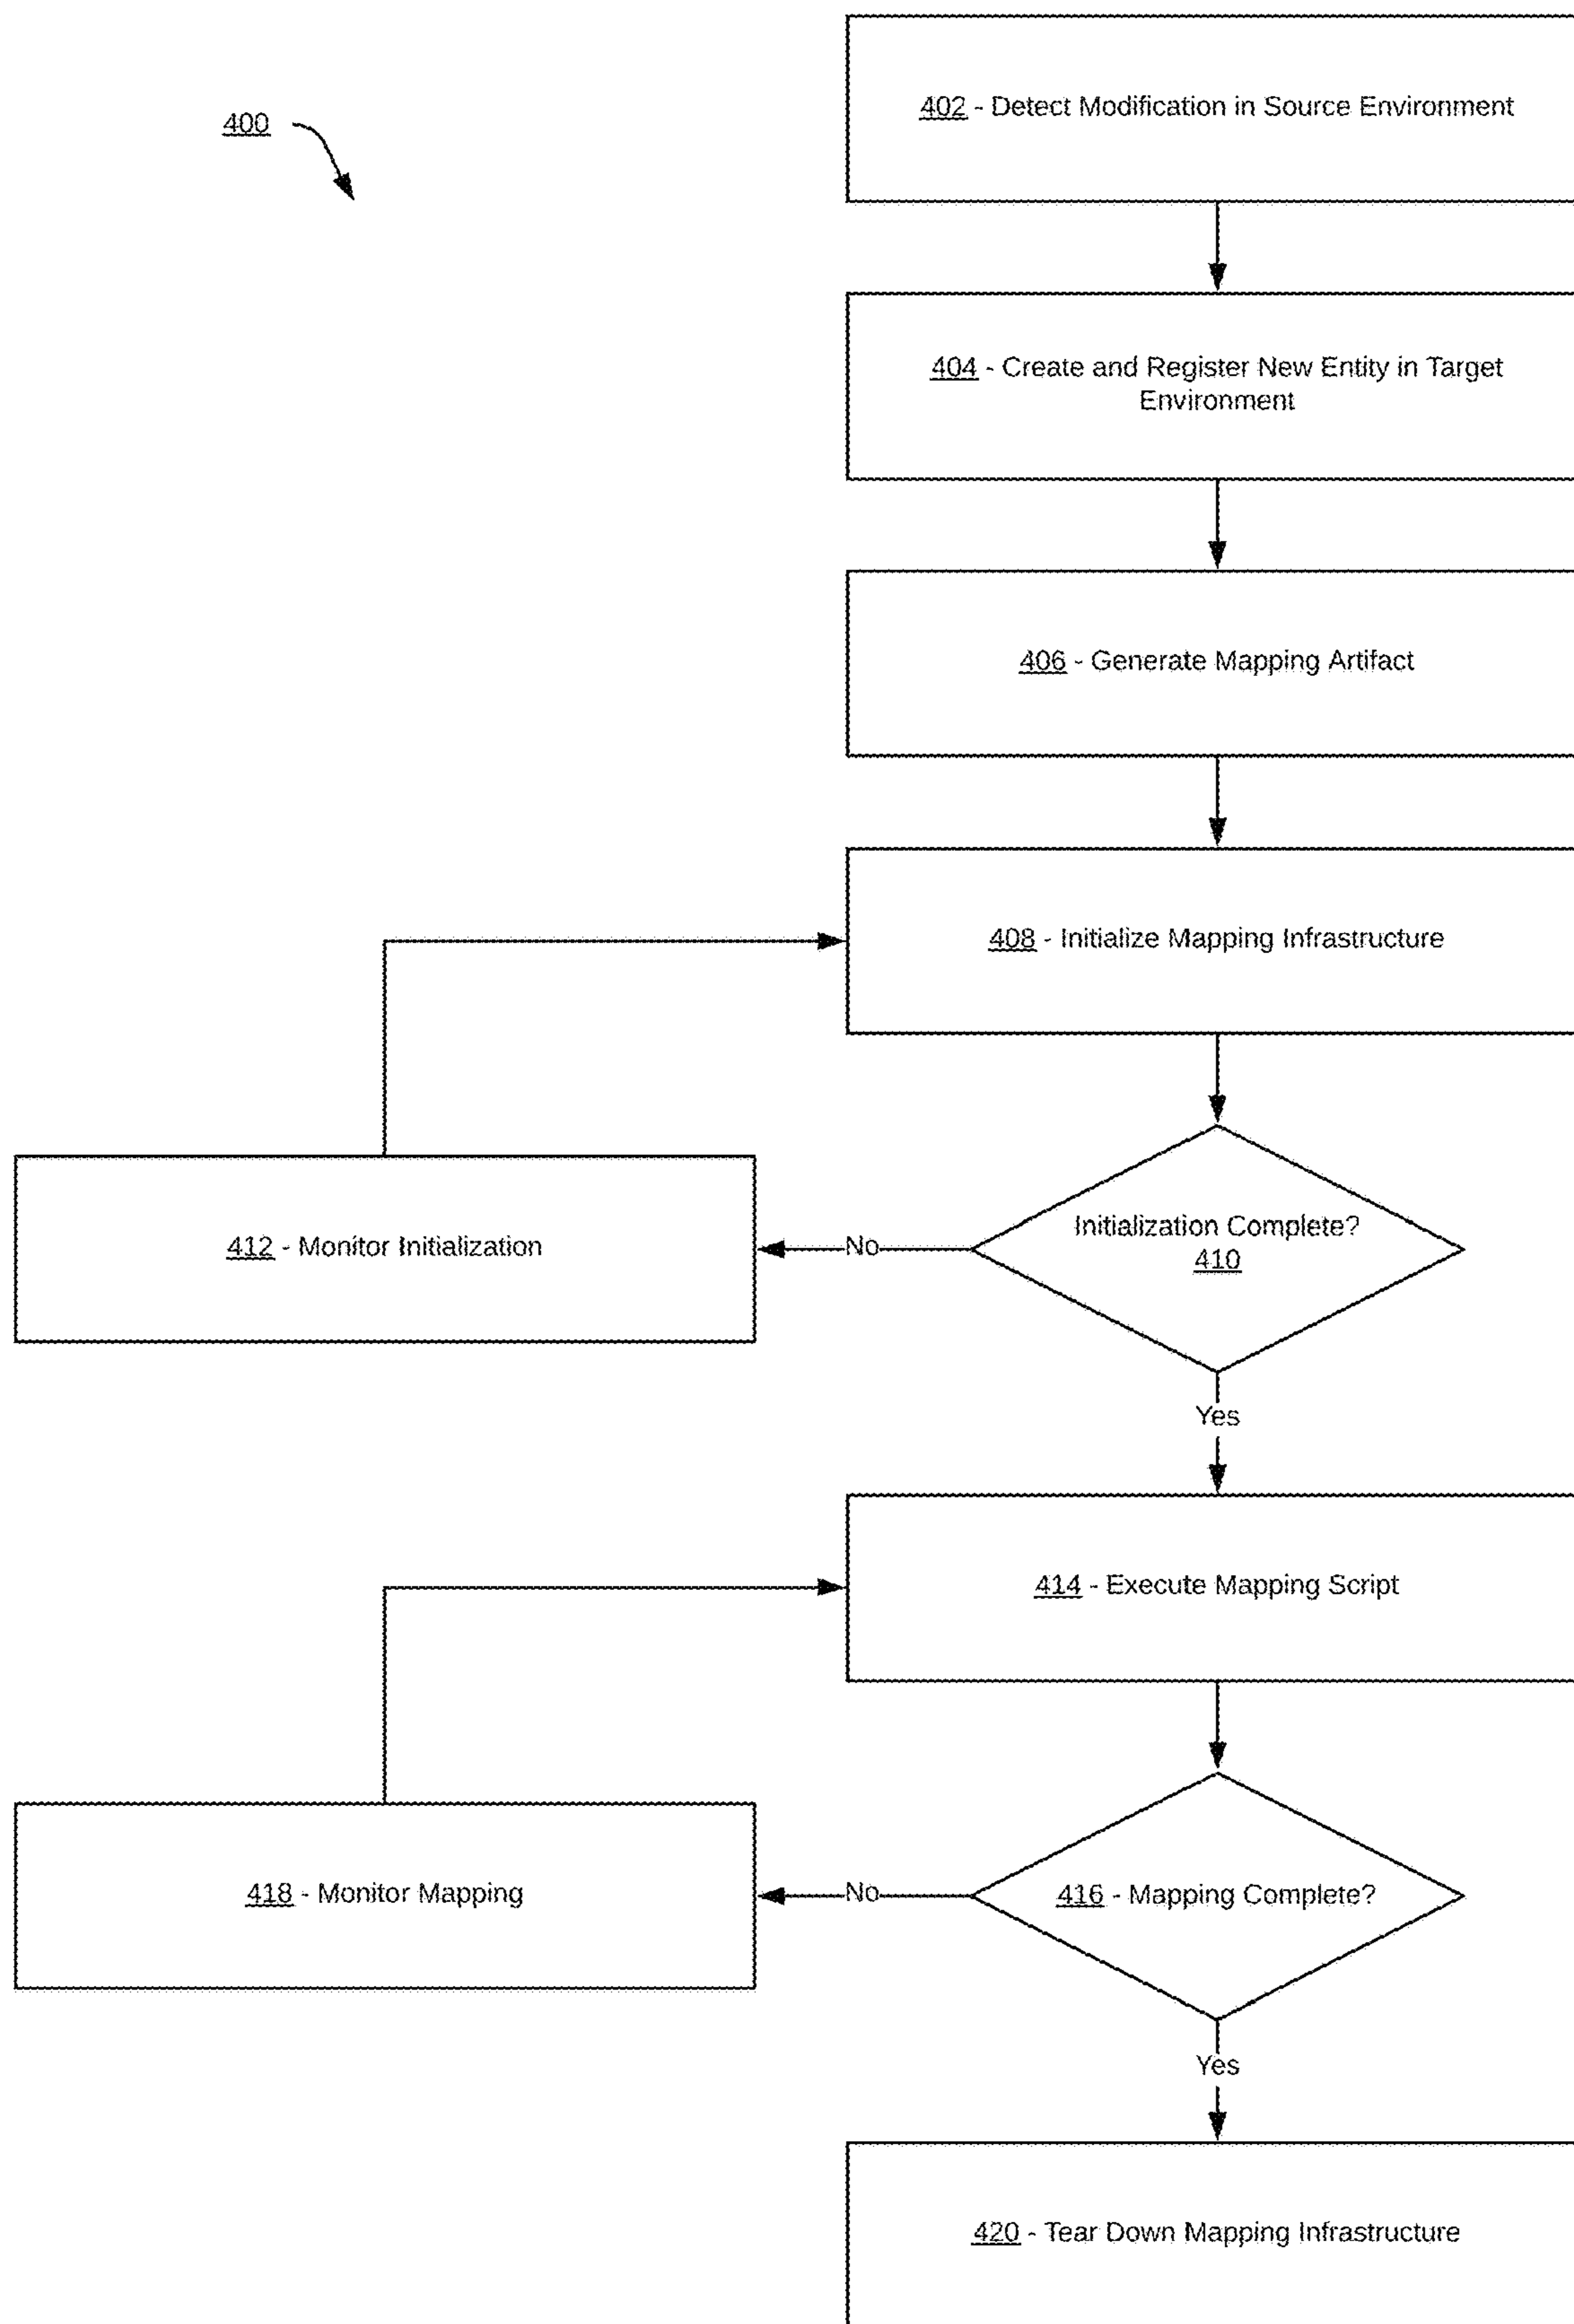 400
402 - Detect Modification in Source Environment
404 - Create and Register New Entity in Target
Environment
406 - Generate Mapping Artifact
408 - Initialize Mapping Infrastructure
Initialization Complete?
410
No
412 - Monitor Initialization
Yes
414 - Execute Mapping Script
416 - Mapping Complete?
No
418 - Monitor Mapping
Yes
420 - Tear Down Mapping Infrastructure